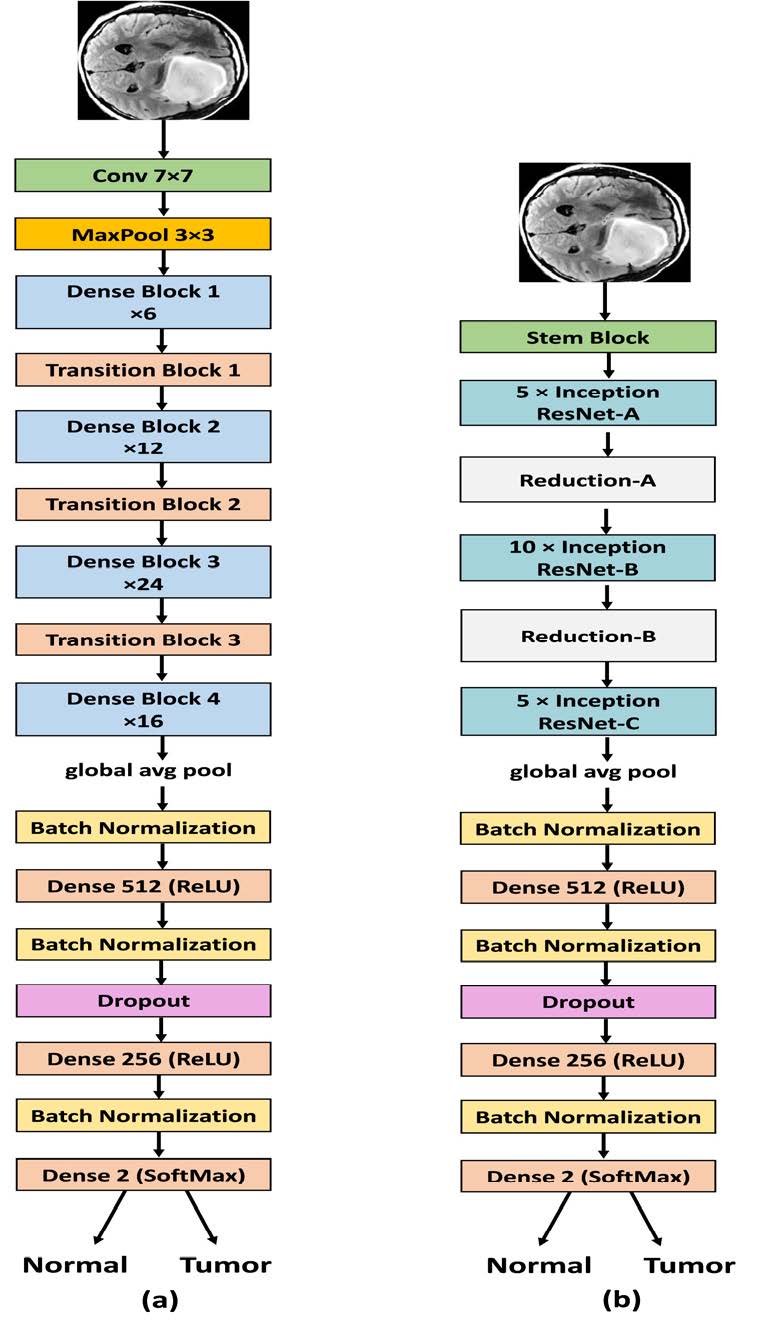 Conv 7×7
MaxPool 3×3
Dense Block 1
×6
Transition Block 1
Dense Block 2
×12
Transition Block 2
Dense Block 3
×24
Transition Block 3
Dense Block 4
×16
global avg pool
Batch Normalization
Dense 512 (ReLU)
Batch Normalization
Dropout
Dense 256 (ReLU)
Batch Normalization
Dense 2 (SoftMax)
Normal Tumor
(a)
Stem Block
5 × Inception
ResNet-A
Reduction-A
10 × Inception
ResNet-B
Reduction-B
5 × Inception
ResNet-C
global avg pool
Batch Normalization
Dense 512 (ReLU)
Batch Normalization
Dropout
Dense 256 (ReLU)
Batch Normalization
Dense 2 (SoftMax)
Normal Tumor
(b)